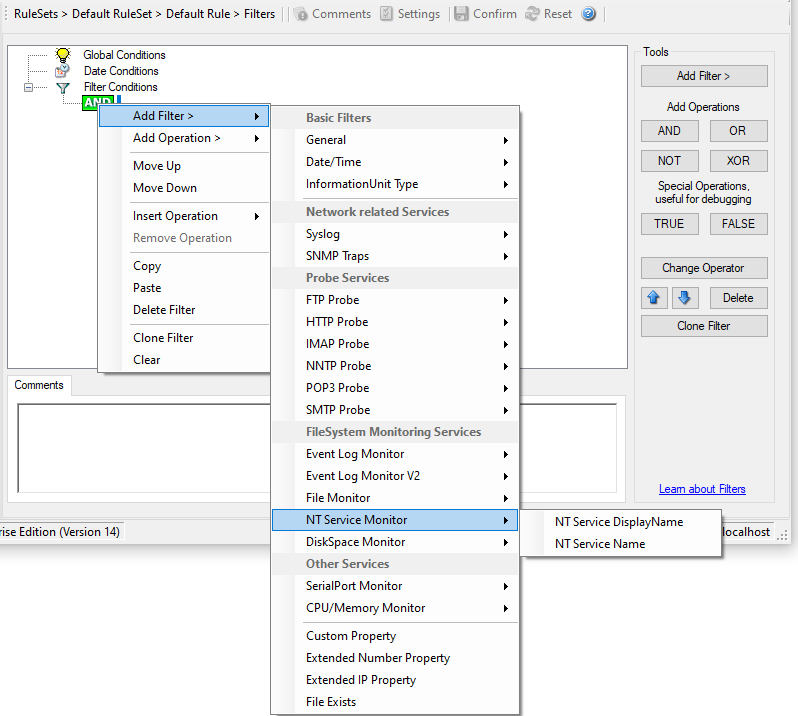 RuleSets > Default RuleSet > Default Rule > Filters Comments Settings Confirm Reset
Global Conditions
Date Conditions
Filter Conditions
AND
Add Filter >
Add Operation >
Move Up
Move Down
Insert Operation
Remove Operation
Copy
Paste
Delete Filter
Clone Filter
Clear
Basic Filters
General
Date/Time
InformationUnit Type
Network related Services
Syslog
SNMP Traps
Probe Services
FTP Probe
HTTP Probe
IMAP Probe
NNTP Probe
POP3 Probe
SMTP Probe
FileSystem Monitoring Services
Event Log Monitor
Event Log Monitor V2
File Monitor
NT Service Monitor
DiskSpace Monitor
Other Services
SerialPort Monitor
CPU/Memory Monitor
Custom Property
Extended Number Property
Extended IP Property
File Exists
NT Service DisplayName
NT Service Name
Tools
Add Filter >
Add Operations
AND OR
NOT XOR
Special Operations,
useful for debugging
TRUE FALSE
Change Operator
Delete
Clone Filter
Learn about Filters
Comments
rise Edition (Version 14)
localhost